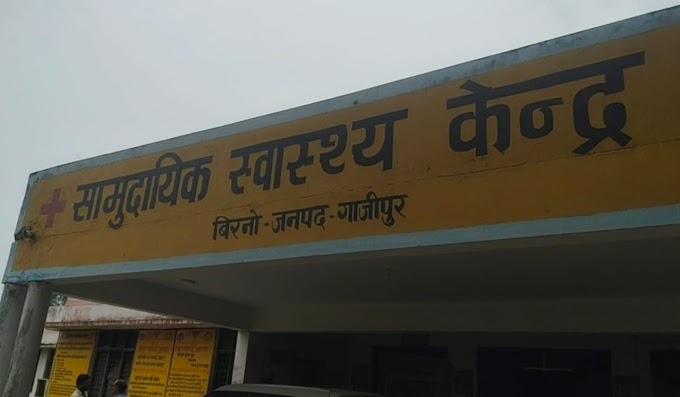 सामुदायिक स्वास्थ्य केन्द्र
बिरनो - जनपद - गाजीपुर